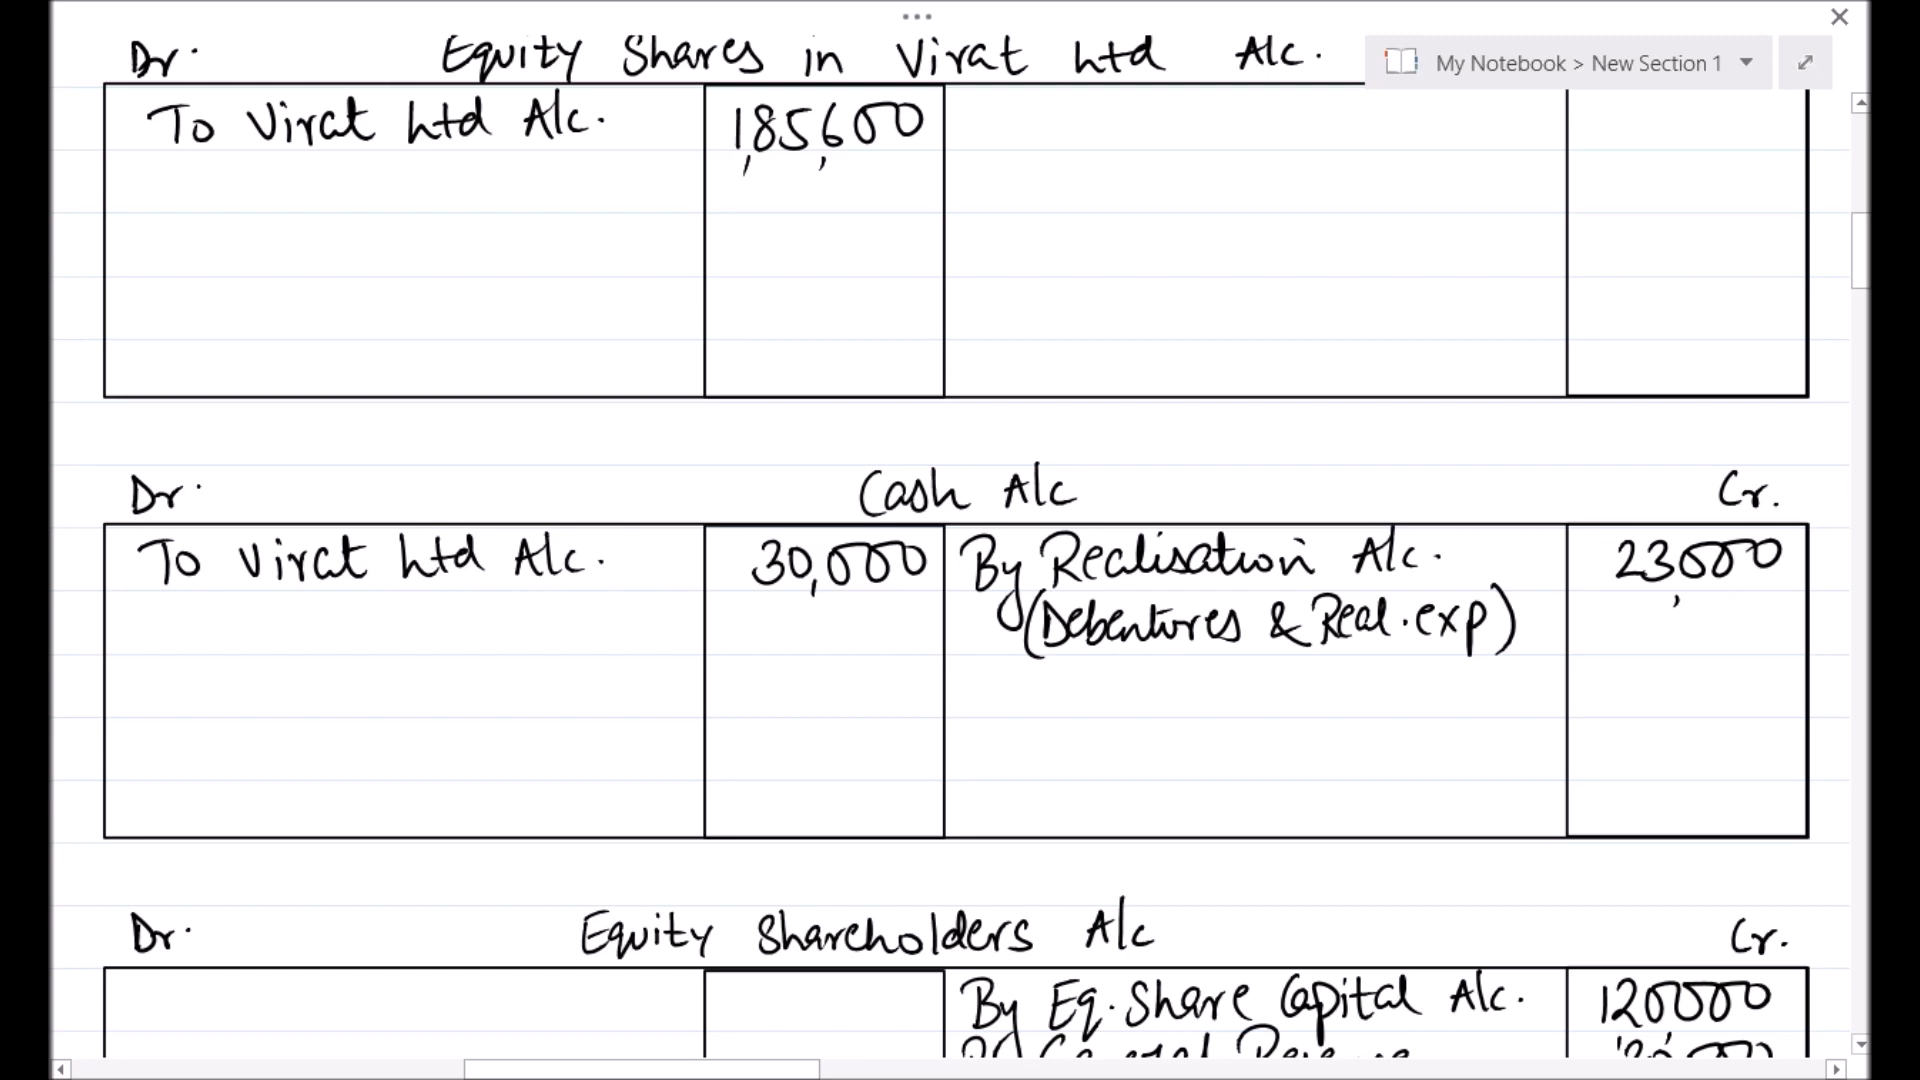 Dr. Equity Shares in Virat Ltd A/c.
My Notebook > New Section 1
To Virat Ltd A/c. 1,85,600
Dr. Cash A/c Cr.
To Virat Ltd A/c. 30,000 By Realisation A/c. 23,000
(Debentures & Real.exp)
Dr. Equity Shareholders A/c Cr.
By Eq. Share Capital A/c. 120000